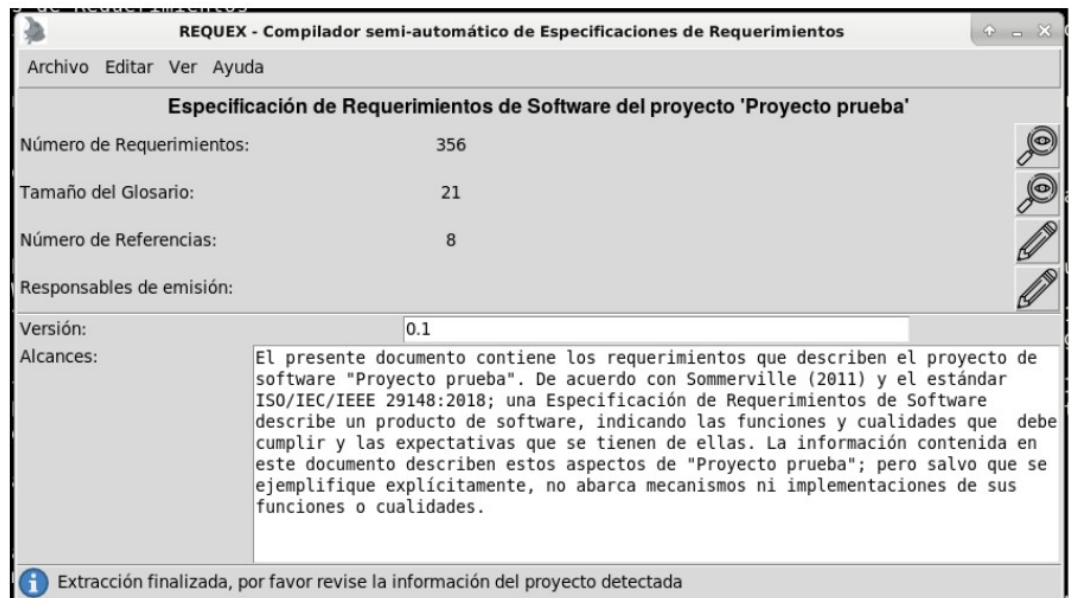 s de Requerimientos
REQUEX - Compilador semi-automático de Especificaciones de Requerimientos
Archivo Editar Ver Ayuda
Especificación de Requerimientos de Software del proyecto 'Proyecto prueba'
Número de Requerimientos: 356
Tamaño del Glosario: 21
Número de Referencias: 8
Responsables de emisión:
Versión: 0.1
Alcances:
El presente documento contiene los requerimientos que describen el proyecto de
software "Proyecto prueba". De acuerdo con Sommerville (2011) y el estándar
ISO/IEC/IEEE 29148:2018; una Especificación de Requerimientos de Software
describe un producto de software, indicando las funciones y cualidades que  debe
cumplir y las expectativas que se tienen de ellas. La información contenida en
este documento describen estos aspectos de "Proyecto prueba"; pero salvo que se
ejemplifique explícitamente, no abarca mecanismos ni implementaciones de sus
funciones o cualidades.
Extracción finalizada, por favor revise la información del proyecto detectada